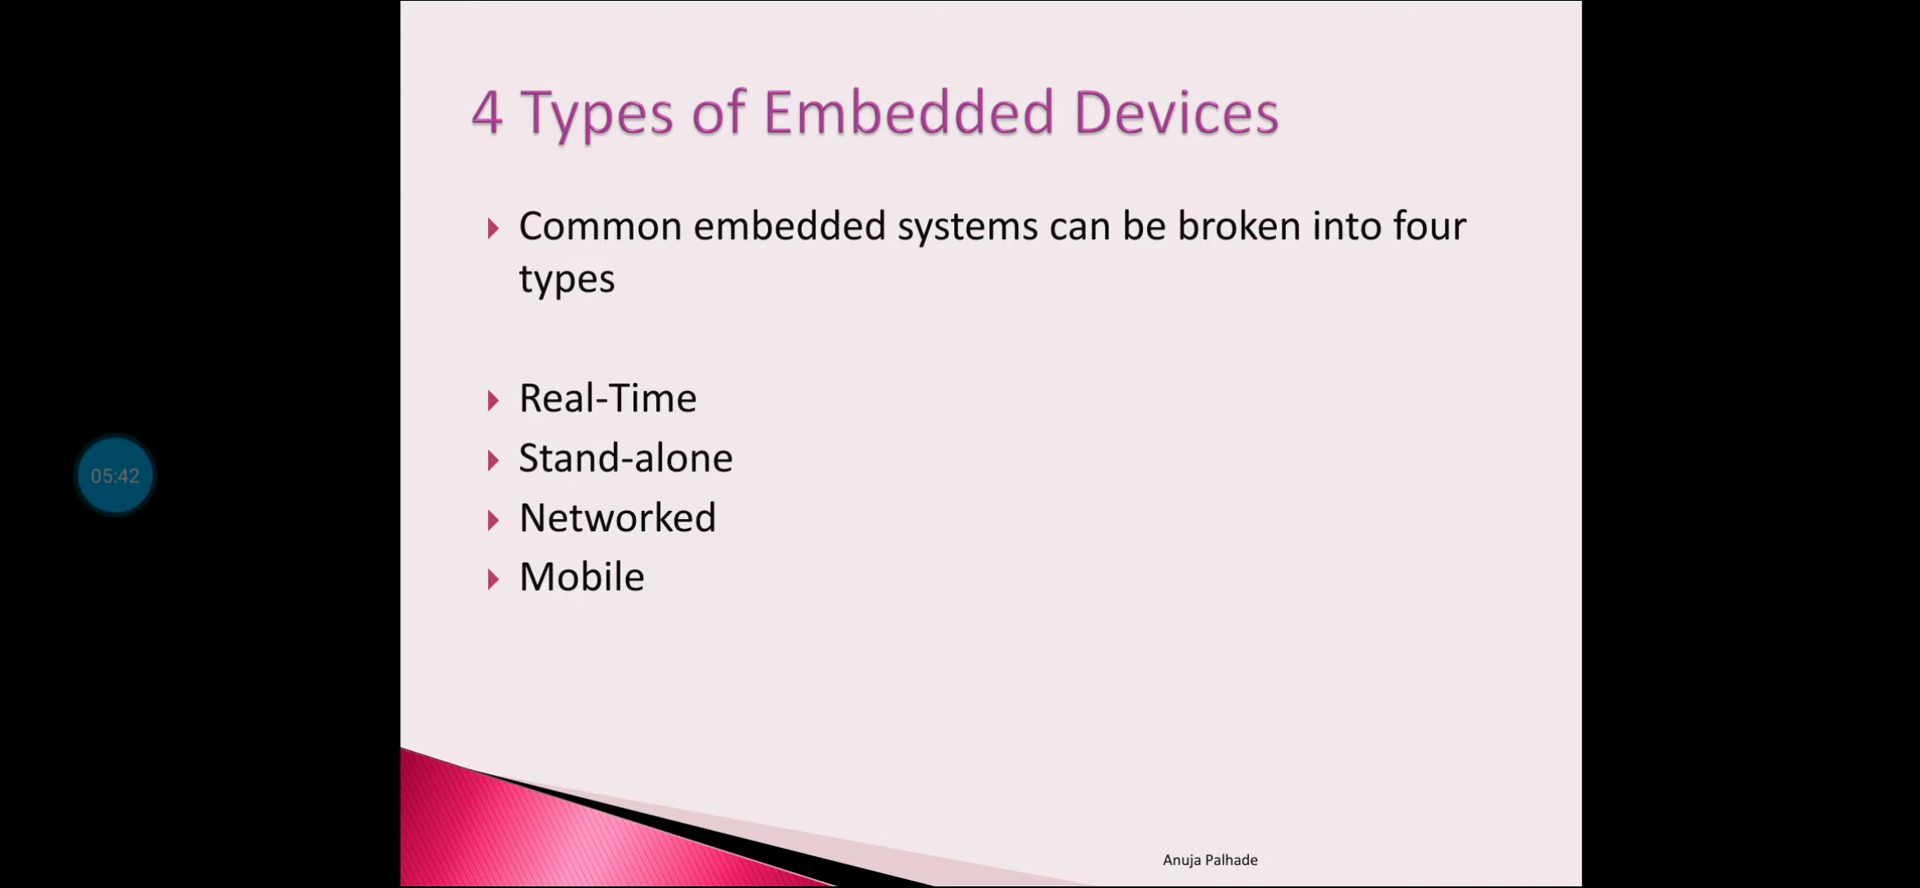 4 Types of Embedded Devices
Common embedded systems can be broken into four
types
Real-Time
Stand-alone
Networked
Mobile
05:42
Anuja Palhade